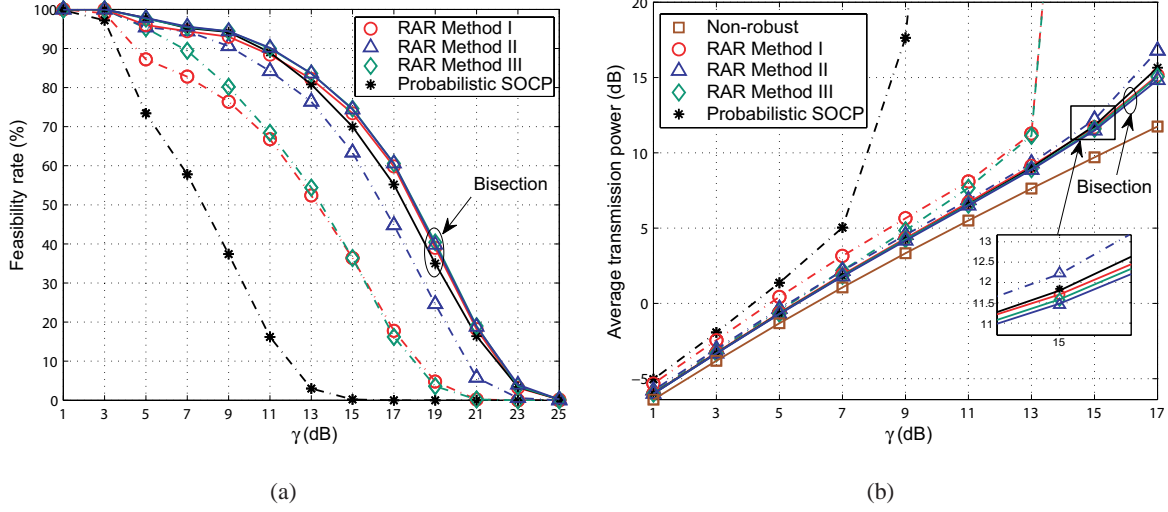 100
90
80
70
60
50
40
30
20
10
0
Feasibility rate (%)
RAR Method I
RAR Method II
RAR Method III
Probabilistic SOCP
Bisection
1 3 5 7 9 11 13 15 17 19 21 23 25
γ (dB)
(a)
20
15
10
5
0
−5
Average transmission power (dB)
Non-robust
RAR Method I
RAR Method II
RAR Method III
Probabilistic SOCP
Bisection
13
12.5
12
11.5
11
15
1 3 5 7 9 11 13 15 17
γ (dB)
(b)